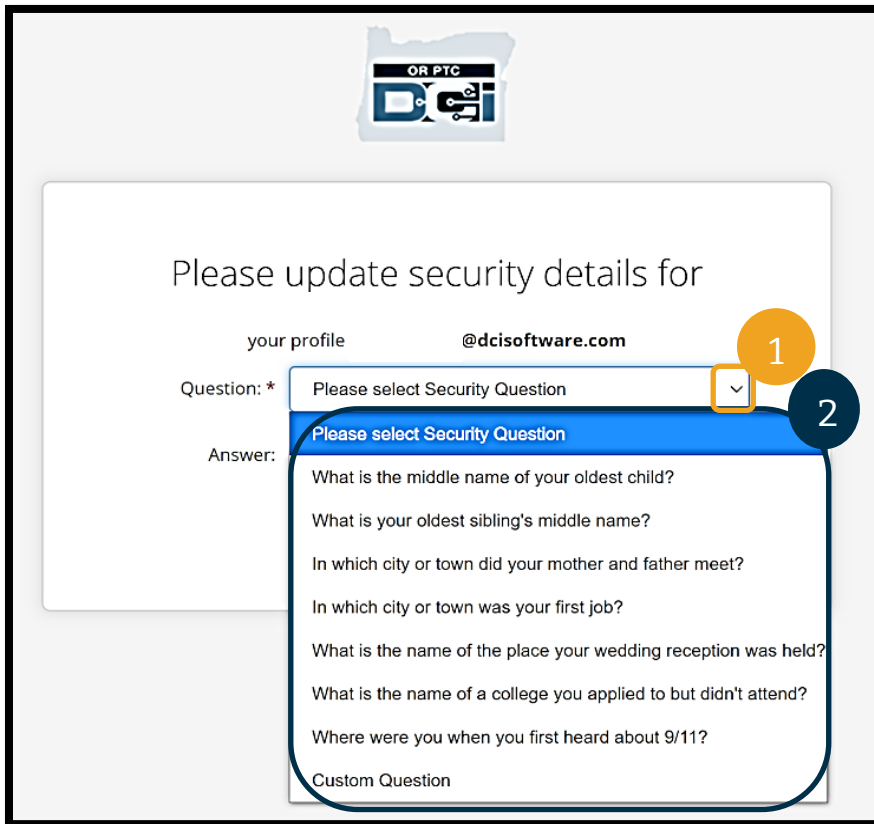 OR PTC
DCi
Please update security details for
your profile @dcisoftware.com
1
Question: * Please select Security Question
2
Please select Security Question
Answer:
What is the middle name of your oldest child?
What is your oldest sibling's middle name?
In which city or town did your mother and father meet?
In which city or town was your first job?
What is the name of the place your wedding reception was held?
What is the name of a college you applied to but didn't attend?
Where were you when you first heard about 9/11?
Custom Question